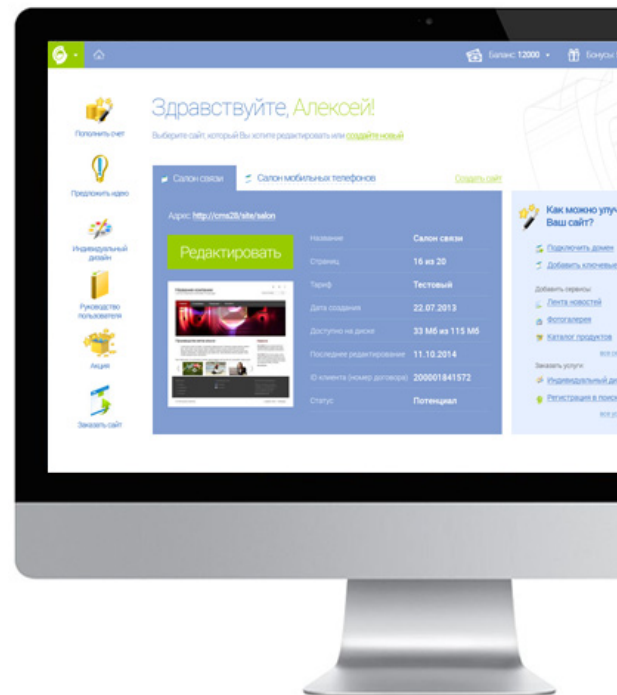 Баланс: 12000
Бонусы:
Здравствуйте, Алексей!
Выберите сайт, который Вы хотите редактировать или создайте новый
Пополнить счет
Предложить идею
Индивидуальный
дизайн
Руководство
пользователя
Акция
Заказать сайт
Салон связи
Салон мобильных телефонов
Создать сайт
Адрес: http://cms28/site/salon
Редактировать
Название Салон связи
Страниц 16 из 20
Тариф Тестовый
Дата создания 22.07.2013
Доступно на диске 33 Мб из 115 Мб
Последнее редактирование 11.10.2014
ID клиента (номер договора) 200001841572
Статус Потенциал
Как можно улуч
Ваш сайт?
Подключить домен
Добавить ключевые
Добавить сервисы:
Лента новостей
Фотогалерея
Каталог продуктов
Заказать услуги:
Индивидуальный ди
Регистрация в поиск